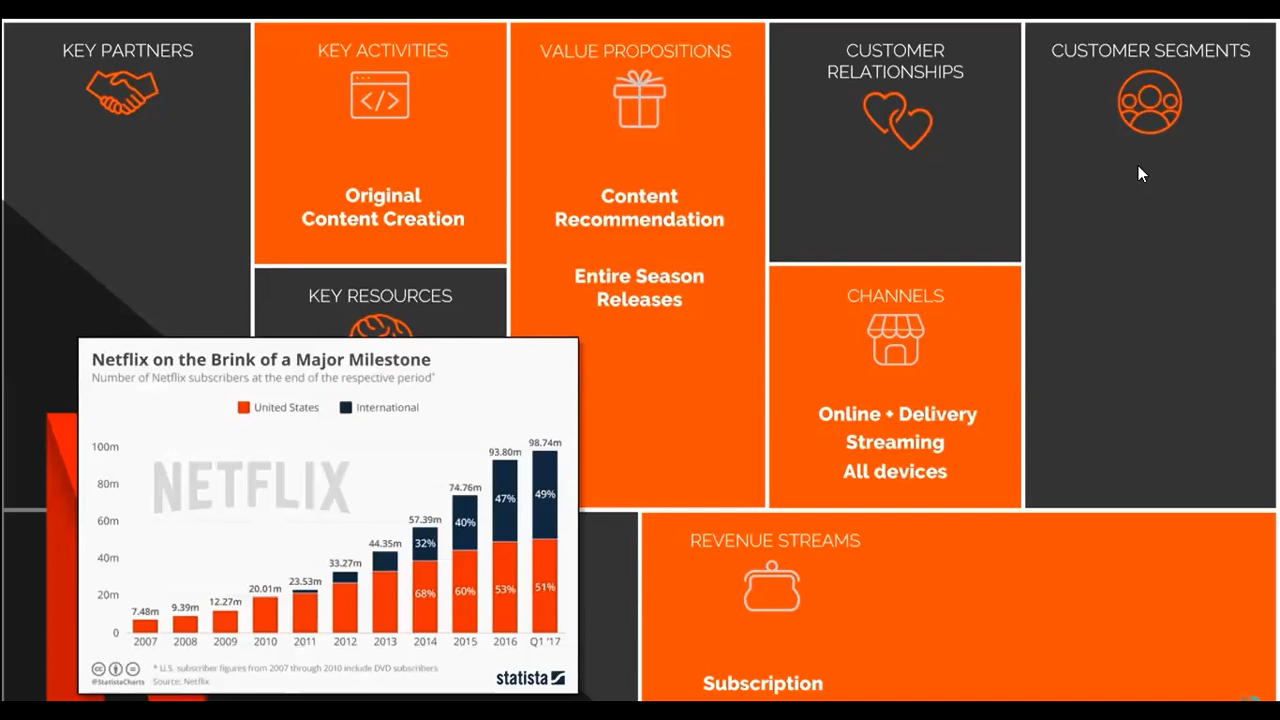 KEY PARTNERS
KEY ACTIVITIES
</>
Original
Content Creation
KEY RESOURCES
VALUE PROPOSITIONS
Content
Recommendation
Entire Season
Releases
CUSTOMER
RELATIONSHIPS
CHANNELS
Online + Delivery
Streaming
All devices
CUSTOMER SEGMENTS
REVENUE STREAMS
Subscription
Netflix on the Brink of a Major Milestone
Number of Netflix subscribers at the end of the respective period*
United States
International
100m
80m
60m
40m
20m
0
NETFLIX
7.48m
9.39m
12.27m
20.01m
23.53m
33.27m
44.35m
57.39m
74.76m
93.80m
98.74m
32%
40%
47%
49%
68%
60%
53%
51%
2007 2008 2009 2010 2011 2012 2013 2014 2015 2016 Q1 '17
@StatistaCharts
* U.S. subscriber figures from 2007 through 2010 include DVD subscribers
Source: Netflix
statista